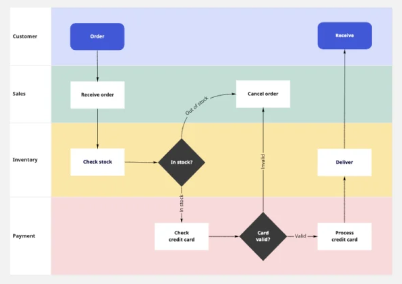 Customer
Order
Receive
Sales
Receive order
Cancel order
Out of stock
Inventory
Check stock
In stock?
Invalid
Deliver
In stock
Payment
Check
credit card
Card
valid?
Valid
Process
credit card